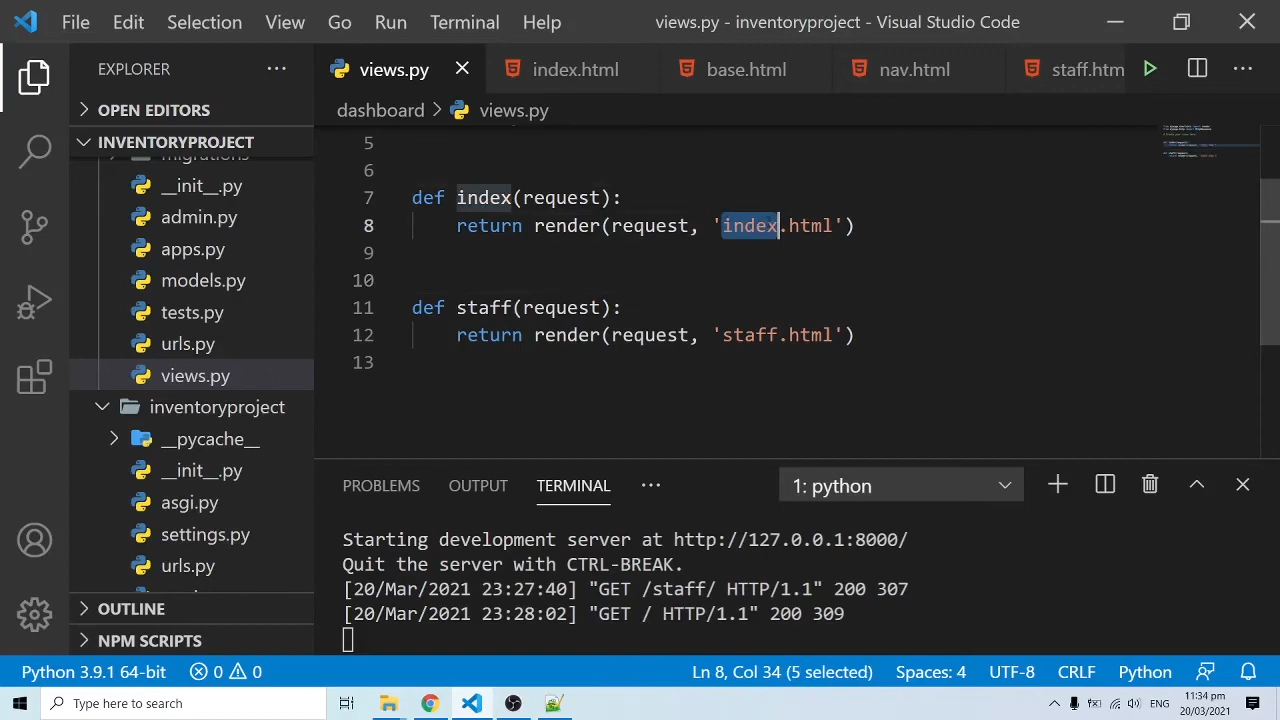 File Edit Selection View Go Run Terminal Help views.py - inventoryproject - Visual Studio Code
EXPLORER
views.py index.html base.html nav.html staff.htm
OPEN EDITORS
dashboard > views.py
INVENTORYPROJECT
migrations
__init__.py
admin.py
apps.py
models.py
tests.py
urls.py
views.py
inventoryproject
__pycache__
__init__.py
asgi.py
settings.py
urls.py
OUTLINE
NPM SCRIPTS
5
6
7 def index(request):
8 return render(request, 'index.html')
9
10
11 def staff(request):
12 return render(request, 'staff.html')
13
PROBLEMS OUTPUT TERMINAL 1: python
Starting development server at http://127.0.0.1:8000/
Quit the server with CTRL-BREAK.
[20/Mar/2021 23:27:40] "GET /staff/ HTTP/1.1" 200 307
[20/Mar/2021 23:28:02] "GET / HTTP/1.1" 200 309
Python 3.9.1 64-bit 0 0 Ln 8, Col 34 (5 selected) Spaces: 4 UTF-8 CRLF Python
Type here to search
ENG
11:34 pm
20/03/2021